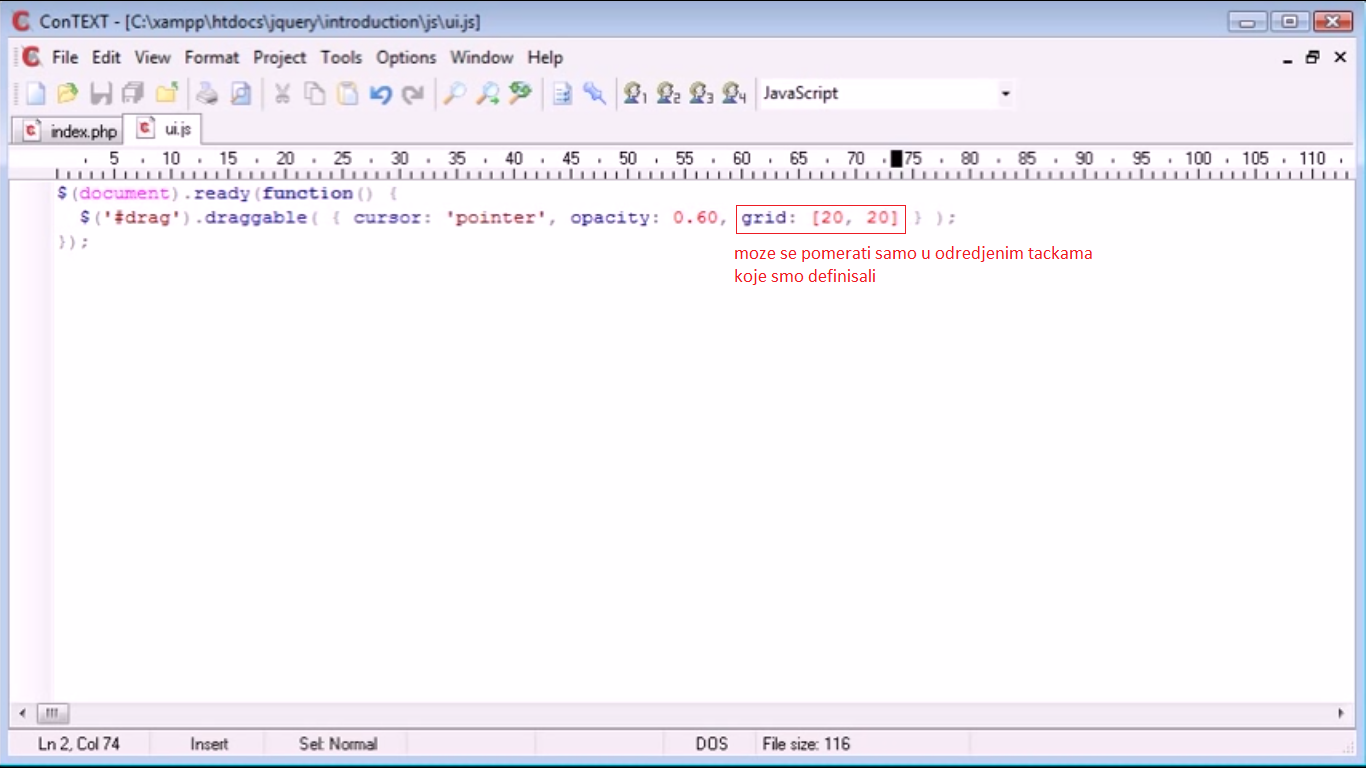 ConTEXT - [C:\xampp\htdocs\jquery\introduction\js\ui.js]
File Edit View Format Project Tools Options Window Help
1 2 3 4 JavaScript
index.php ui.js
5 10 15 20 25 30 35 40 45 50 55 60 65 70 75 80 85 90 95 100 105 110
$(document).ready(function() {
$('#drag').draggable( { cursor: 'pointer', opacity: 0.60, grid: [20, 20] } );
});
moze se pomerati samo u odredjenim tackama
koje smo definisali
Ln 2, Col 74 Insert Sel: Normal DOS File size: 116